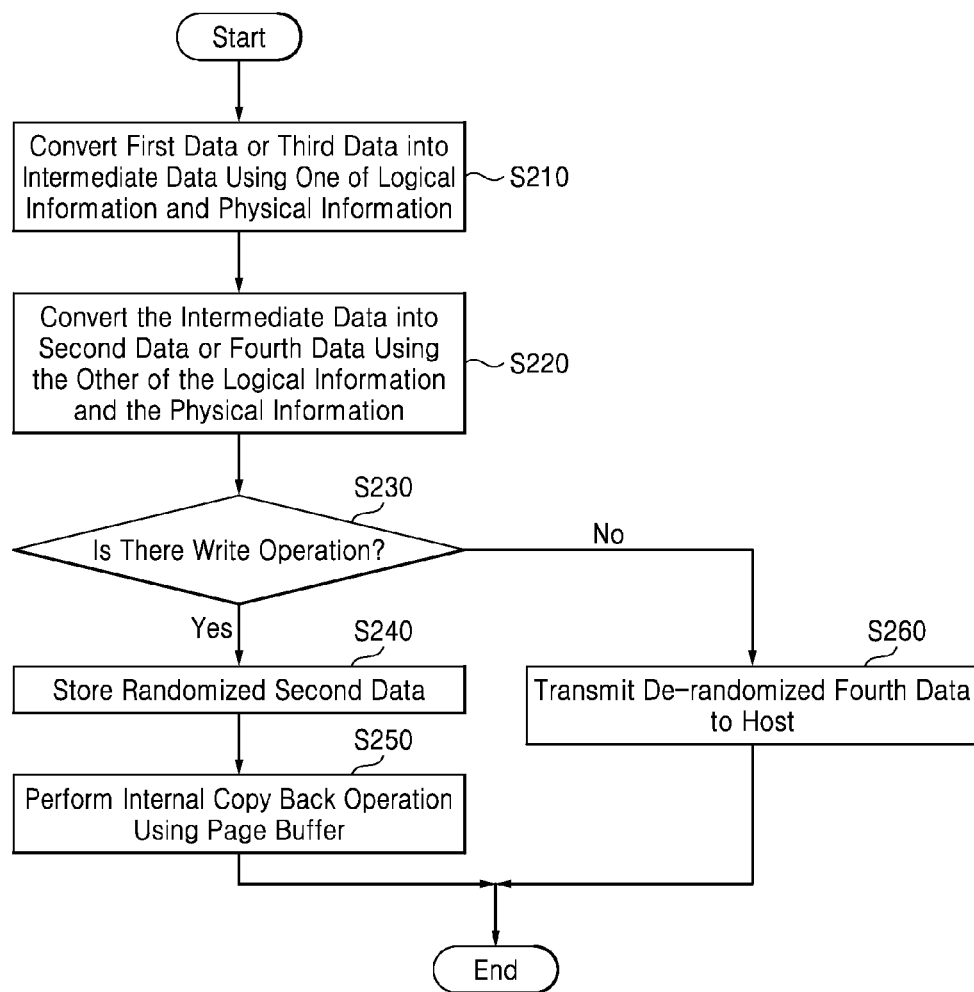 Start
Convert First Data or Third Data into
Intermediate Data Using One of Logical
Information and Physical Information
S210
Convert the Intermediate Data into
Second Data or Fourth Data Using
the Other of the Logical Information
and the Physical Information
S220
S230
Is There Write Operation?
No
Yes
S240
Store Randomized Second Data
S260
Transmit De-randomized Fourth Data
to Host
S250
Perform Internal Copy Back Operation
Using Page Buffer
End